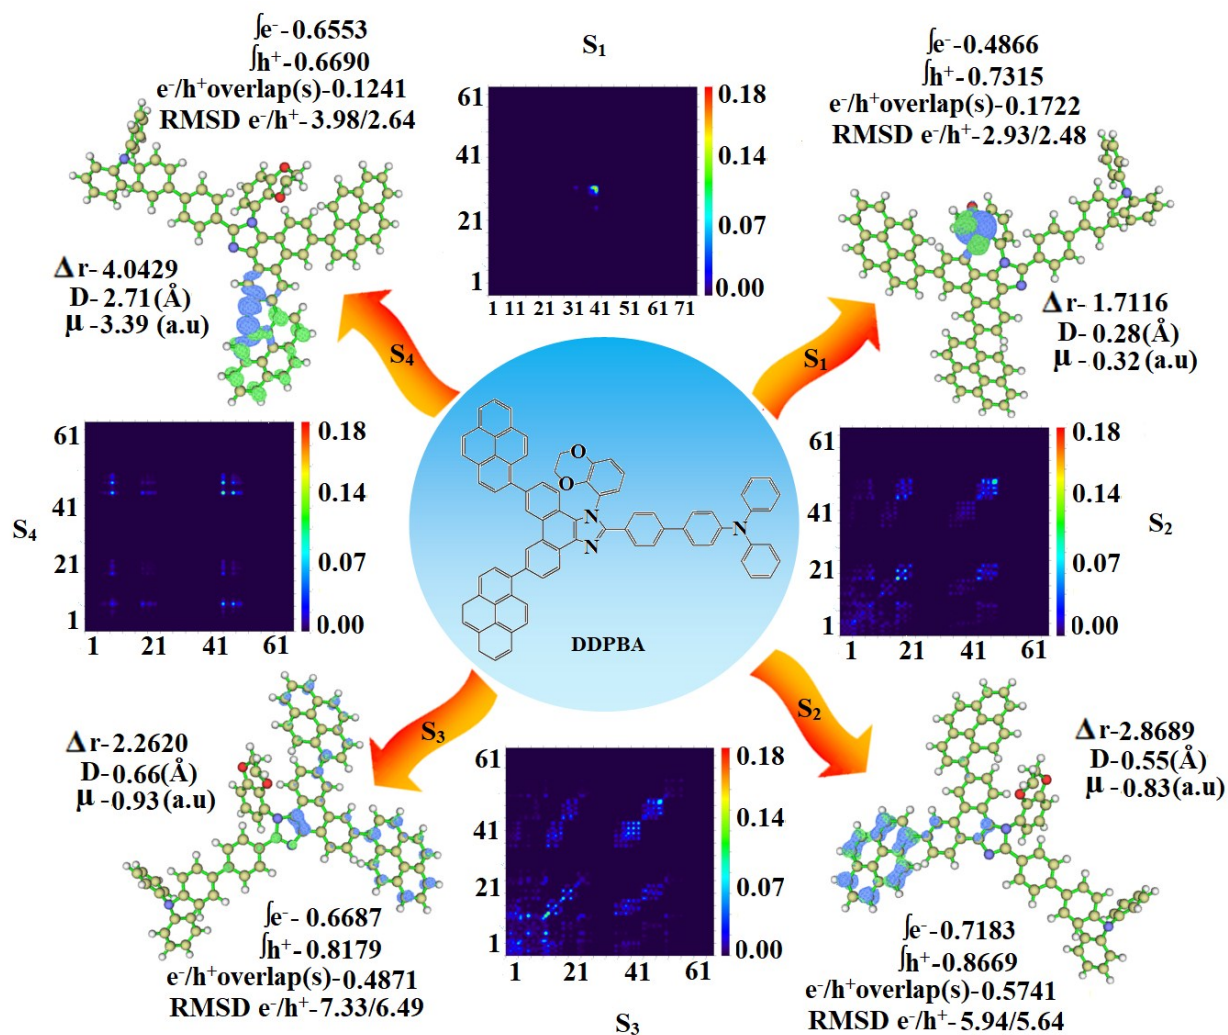 ∫e⁻-0.6553
∫h⁺-0.6690
e⁻/h⁺overlap(s)-0.1241
RMSD e⁻/h⁺-3.98/2.64
Δr-4.0429
D-2.71(Å)
μ-3.39 (a.u)
S₄
S₁
61
41
21
1
1 11 31 41 51 61 71
0.18
0.14
0.07
0.00
∫e⁻-0.4866
∫h⁺-0.7315
e⁻/h⁺overlap(s)-0.1722
RMSD e⁻/h⁺-2.93/2.48
Δr-1.7116
D-0.28(Å)
μ-0.32(a.u)
S₁
S₄
61
41
21
1
1 21 41 61
0.18
0.14
0.07
0.00
O
O
N
N
N
DDPBA
S₂
61
41
21
1
1 21 41 61
0.18
0.14
0.07
0.00
S₃
Δr-2.2620
D-0.66(Å)
μ-0.93(a.u)
∫e⁻-0.6687
∫h⁺-0.8179
e⁻/h⁺overlap(s)-0.4871
RMSD e⁻/h⁺-7.33/6.49
61
41
21
1
1 21 41 61
0.18
0.14
0.07
0.00
S₃
S₂
Δr-2.8689
D-0.55(Å)
μ-0.83(a.u)
∫e⁻-0.7183
∫h⁺-0.8669
e⁻/h⁺overlap(s)-0.5741
RMSD e⁻/h⁺-5.94/5.64